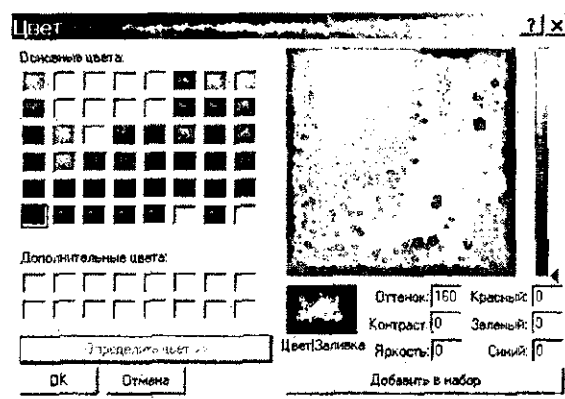 Цвет
Основные цвета:
Дополнительные цвета:
Определить цвет >>
OK Отмена
Оттенок: 160 Красный: 0
Контраст: 0 Зеленый: 0
Цвет|Заливка Яркость: 0 Синий: 0
Добавить в набор